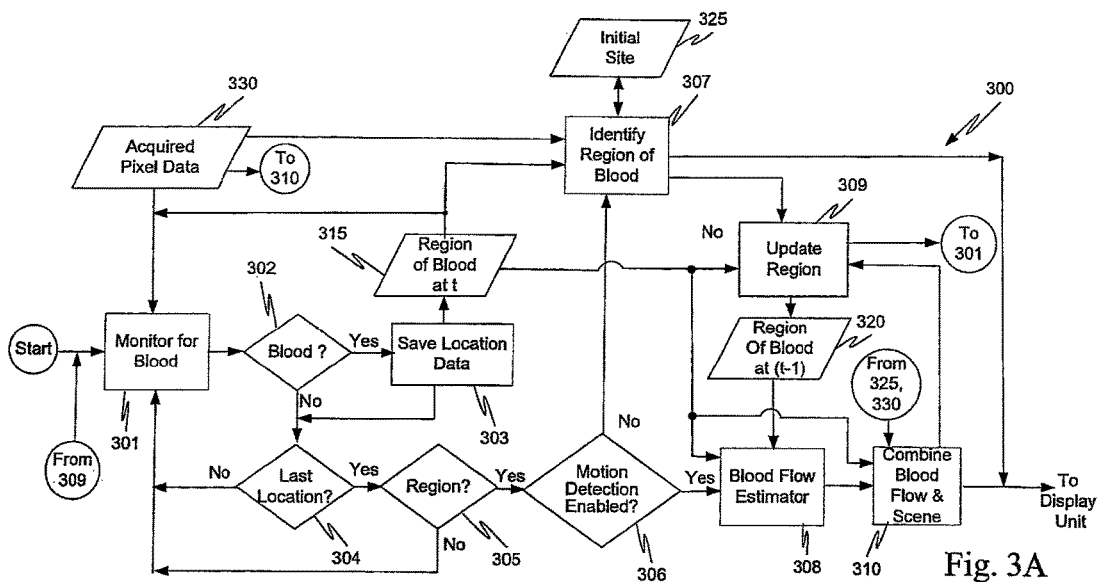 325
Initial
Site
330
307
300
Acquired
Pixel Data
To
310
Identify
Region of
Blood
309
315
Region
of Blood
at t
No
Update
Region
To
301
302
Start
Monitor for
Blood
Blood ?
Yes
Save Location
Data
Region
Of Blood
at (t-1)
320
From
325,
330
301
No
303
No
From
309
No
Last
Location?
Yes
Region?
Yes
Motion
Detection
Enabled?
Yes
Blood Flow
Estimator
Combine
Blood
Flow &
Scene
To
Display
Unit
304
No
305
306
308
310
Fig. 3A